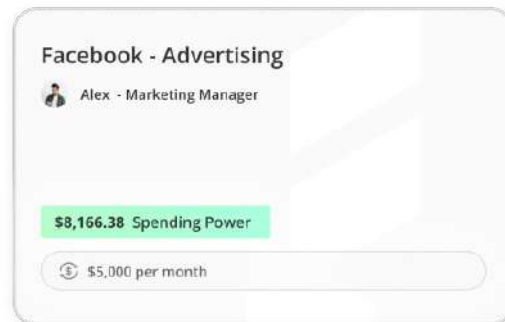 Facebook - Advertising
Alex - Marketing Manager
$8,166.38 Spending Power
$5,000 per month